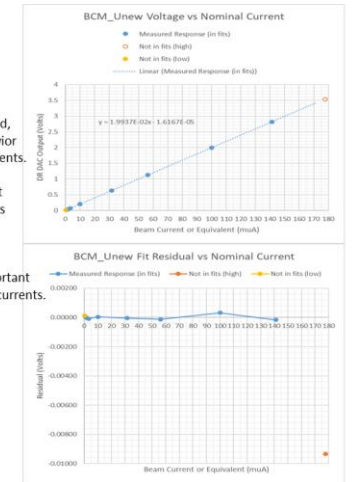 BCM_Unew Voltage vs Nominal Current
Measured Response (in fits)
Not in fits (high)
Not in fits (low)
Linear (Measured Response (in fits))
4
3.5
3
2.5
2
1.5
1
0.5
0
DR DAC Output (Volts)
y = 1.9937E-02x - 1.6167E-05
0 10 20 30 40 50 60 70 80 90 100 110 120 130 140 150 160 170 180
Beam Current or Equivalent (muA)
BCM_Unew Fit Residual vs Nominal Current
Measured Response (in fits) Not in fits (high) Not in fits (low)
0.00200
0.00000
-0.00200
-0.00400
-0.00600
-0.00800
-0.01000
Residual (Volts)
0 10 20 30 40 50 60 70 80 90 100 110 120 130 140 150 160 170 180
Beam Current or Equivalent (muA)
currents.